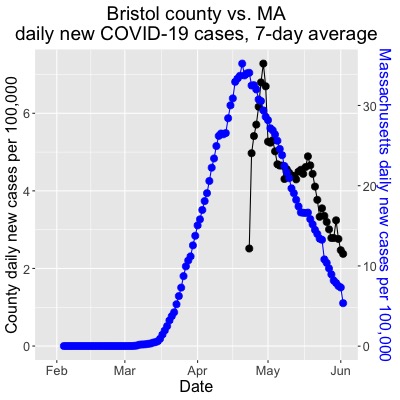 Bristol county vs. MA
daily new COVID-19 cases, 7-day average
County daily new cases per 100,000
6
4
2
0
Massachusetts daily new cases per 100,000
30
20
10
0
Feb Mar Apr May Jun
Date